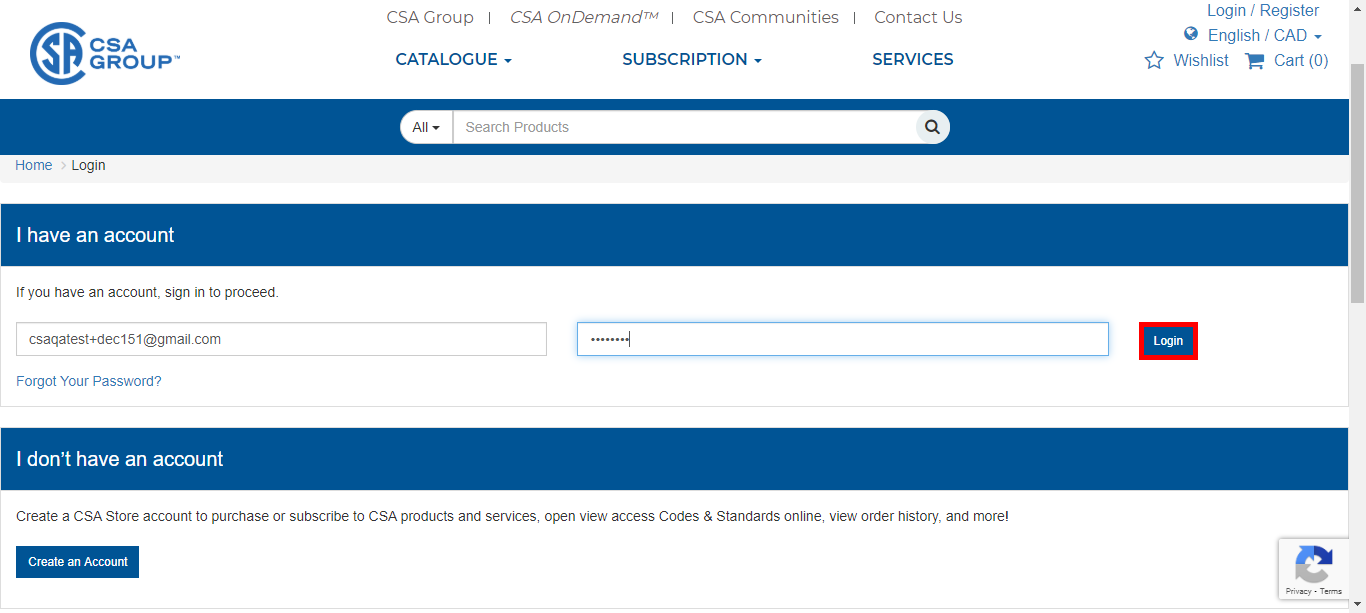 CSA Group | CSA OnDemand™ | CSA Communities | Contact Us
Login / Register
English / CAD
CSA GROUP™
CATALOGUE SUBSCRIPTION SERVICES
Wishlist Cart (0)
All Search Products
Home > Login
I have an account
If you have an account, sign in to proceed.
csaqatest+dec151@gmail.com •••••••• Login
Forgot Your Password?
I don’t have an account
Create a CSA Store account to purchase or subscribe to CSA products and services, open view access Codes & Standards online, view order history, and more!
Create an Account
Privacy - Terms